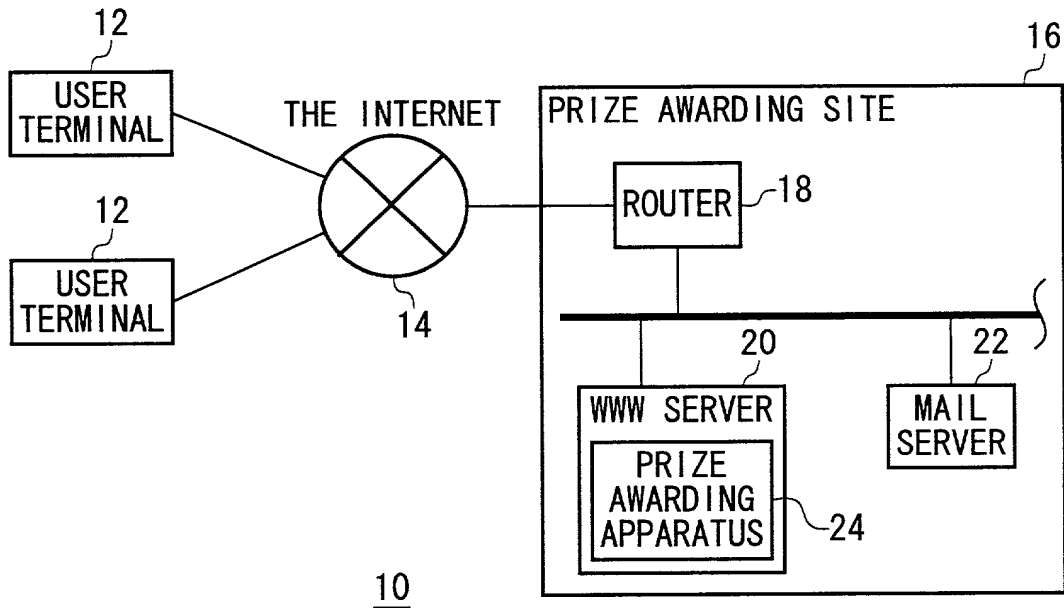 12
USER
TERMINAL
12
USER
TERMINAL
THE INTERNET
14
16
PRIZE AWARDING SITE
ROUTER
18
20
WWW SERVER
PRIZE
AWARDING
APPARATUS
24
22
MAIL
SERVER
10